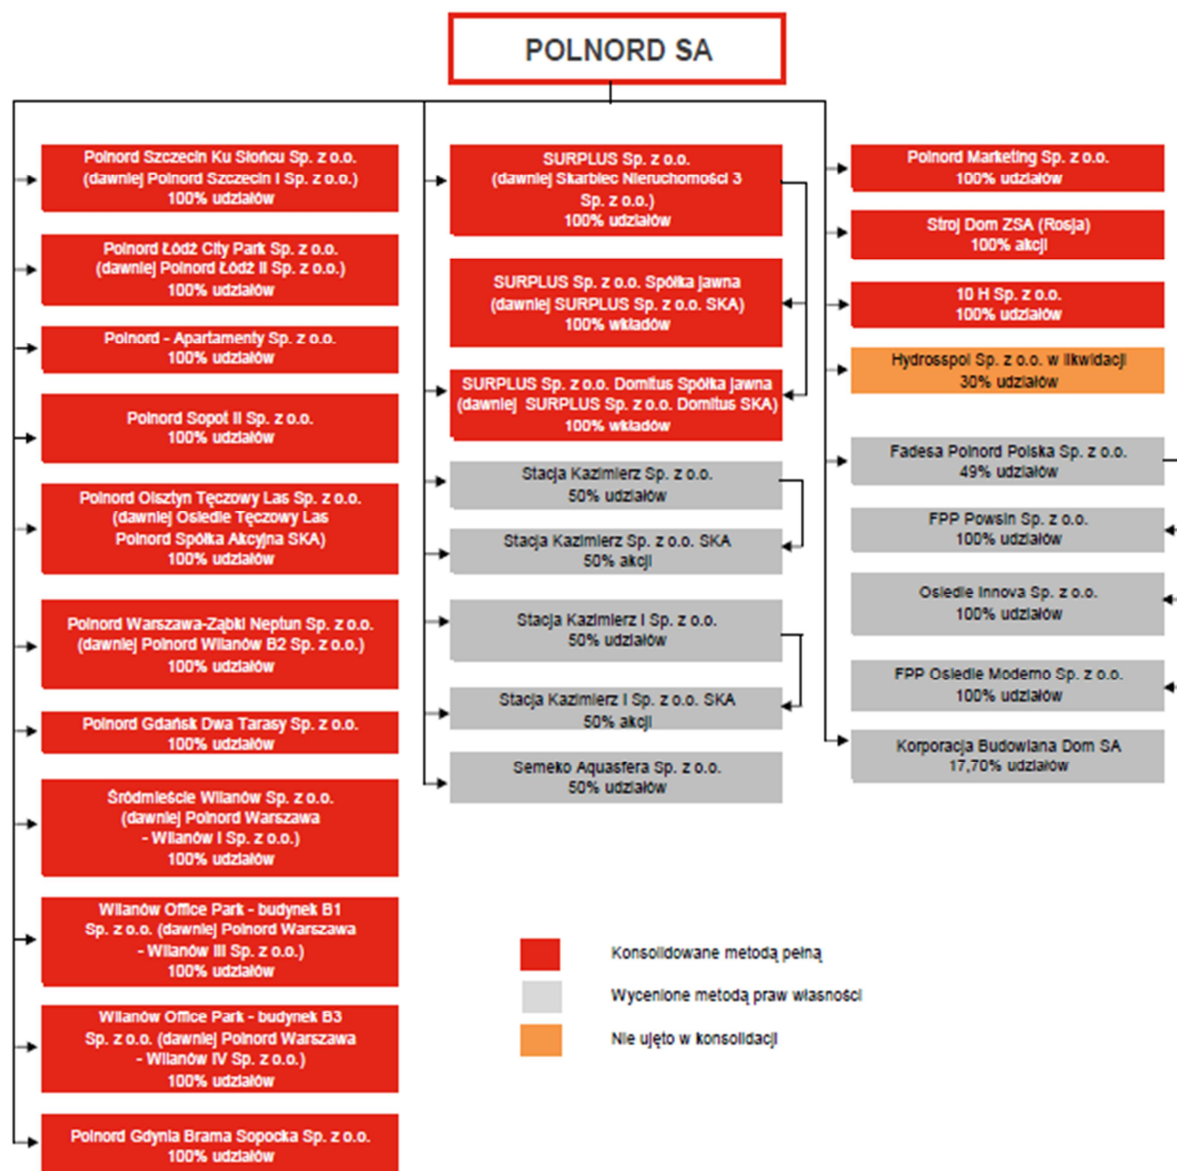 POLNORD SA
Polnord Szczecin Ku Słońcu Sp. z o.o.
(dawniej Polnord Szczecin I Sp. z o.o.)
100% udziałów
Polnord Łódź City Park Sp. z o.o.
(dawniej Polnord Łódź II Sp. z o.o.)
100% udziałów
Polnord - Apartamenty Sp. z o.o.
100% udziałów
Polnord Sopot II Sp. z o.o.
100% udziałów
Polnord Olsztyn Tęczowy Las Sp. z o.o.
(dawniej Osiedle Tęczowy Las
Polnord Spółka Akcyjna SKA)
100% udziałów
Polnord Warszawa-Ząbki Neptun Sp. z o.o.
(dawniej Polnord Wilanów B2 Sp. z o.o.)
100% udziałów
Polnord Gdańsk Dwa Tarasy Sp. z o.o.
100% udziałów
Śródmieście Wilanów Sp. z o.o.
(dawniej Polnord Warszawa
- Wilanów I Sp. z o.o.)
100% udziałów
Wilanów Office Park - budynek B1
Sp. z o.o. (dawniej Polnord Warszawa
- Wilanów III Sp. z o.o.)
100% udziałów
Wilanów Office Park - budynek B3
Sp. z o.o. (dawniej Polnord Warszawa
- Wilanów IV Sp. z o.o.)
100% udziałów
Polnord Gdynia Brama Sopocka Sp. z o.o.
100% udziałów
SURPLUS Sp. z o.o.
(dawniej Skarbiec Nieruchomości 3
Sp. z o.o.)
100% udziałów
SURPLUS Sp. z o.o. Spółka jawna
(dawniej SURPLUS Sp. z o.o. SKA)
100% wkładów
SURPLUS Sp. z o.o. Domitus Spółka jawna
(dawniej SURPLUS Sp. z o.o. Domitus SKA)
100% wkładów
Stacja Kazimierz Sp. z o.o.
50% udziałów
Stacja Kazimierz Sp. z o.o. SKA
50% akcji
Stacja Kazimierz I Sp. z o.o.
50% udziałów
Stacja Kazimierz I Sp. z o.o. SKA
50% akcji
Semeko Aquasfera Sp. z o.o.
50% udziałów
Polnord Marketing Sp. z o.o.
100% udziałów
Stroj Dom ZSA (Rosja)
100% akcji
10 H Sp. z o.o.
100% udziałów
Hydrosspol Sp. z o.o. w likwidacji
30% udziałów
Fadesa Polnord Polska Sp. z o.o.
49% udziałów
FPP Powsin Sp. z o.o.
100% udziałów
Osiedle Innova Sp. z o.o.
100% udziałów
FPP Osiedle Moderno Sp. z o.o.
100% udziałów
Korporacja Budowlana Dom SA
17,70% udziałów
Konsolidowane metodą pełną
Wycenione metodą praw własności
Nie ujęto w konsolidacji